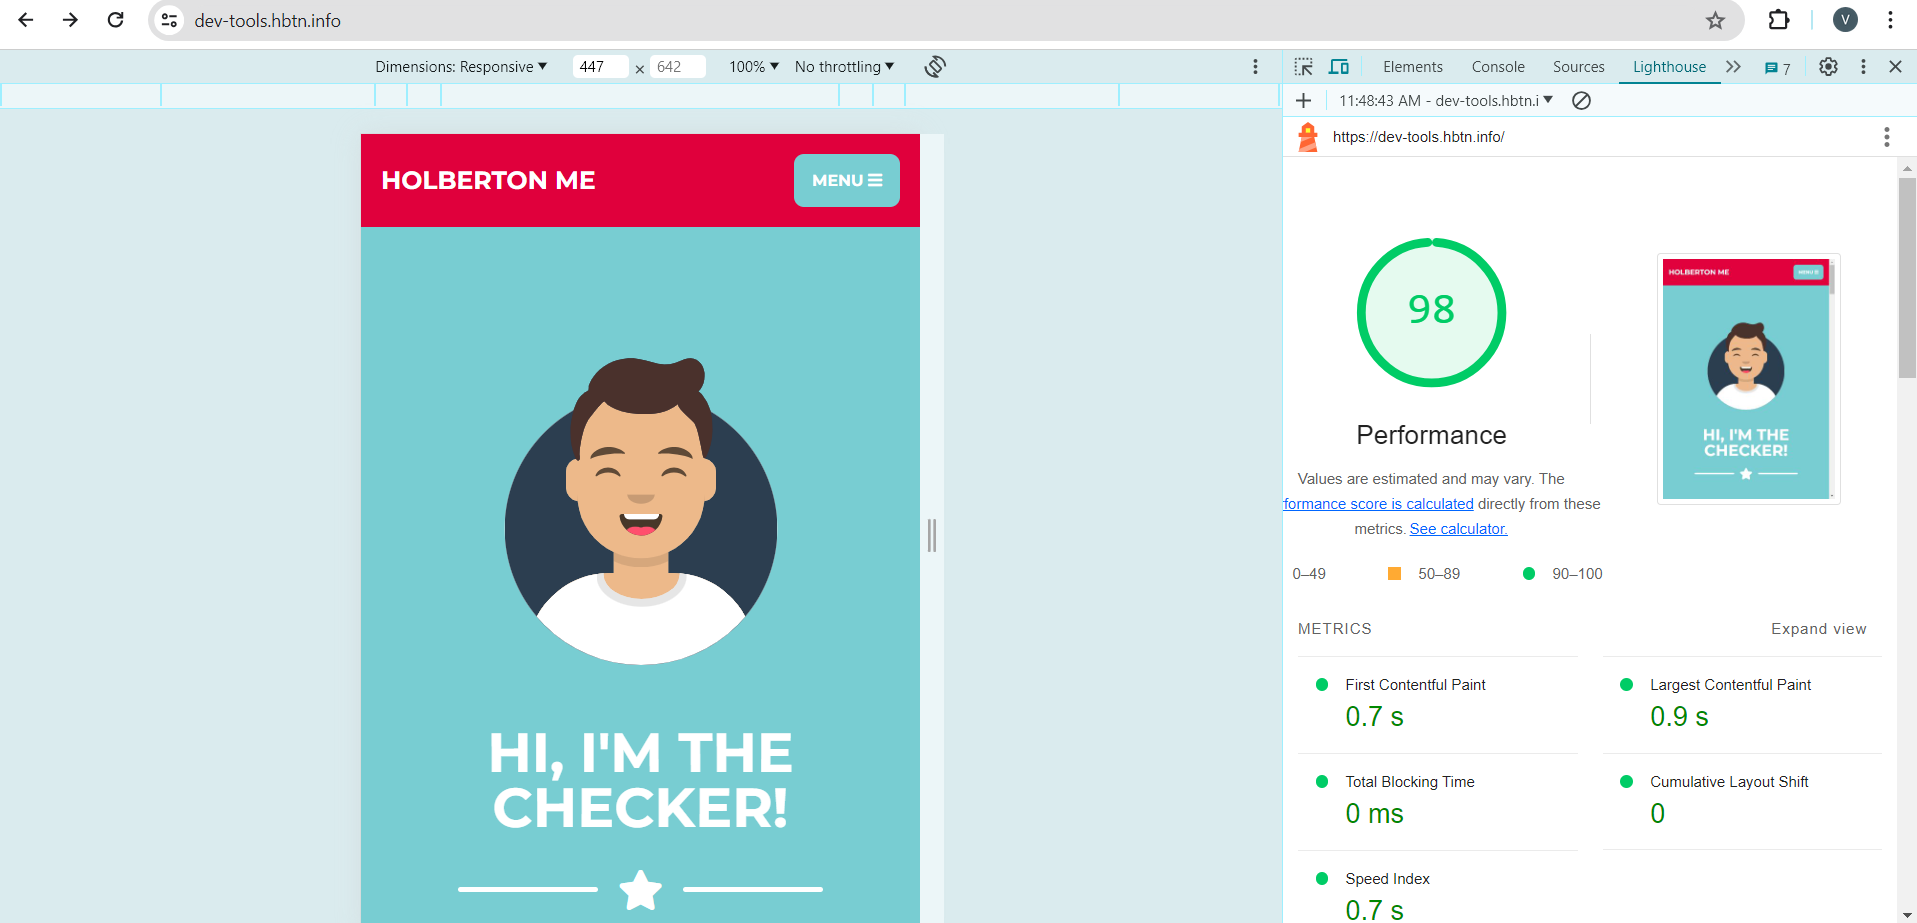 dev-tools.hbtn.info
V
Dimensions: Responsive
447 × 642
100%
No throttling
Elements
Console
Sources
Lighthouse
7
11:48:43 AM - dev-tools.hbtn.i
https://dev-tools.hbtn.info/
HOLBERTON ME
MENU
HI, I'M THE
CHECKER!
98
Performance
Values are estimated and may vary. The
formance score is calculated directly from these
metrics. See calculator.
0–49
50–89
90–100
HOLBERTON ME
MENU
HI, I'M THE
CHECKER!
METRICS
Expand view
First Contentful Paint
0.7 s
Largest Contentful Paint
0.9 s
Total Blocking Time
0 ms
Cumulative Layout Shift
0
Speed Index
0.7 s